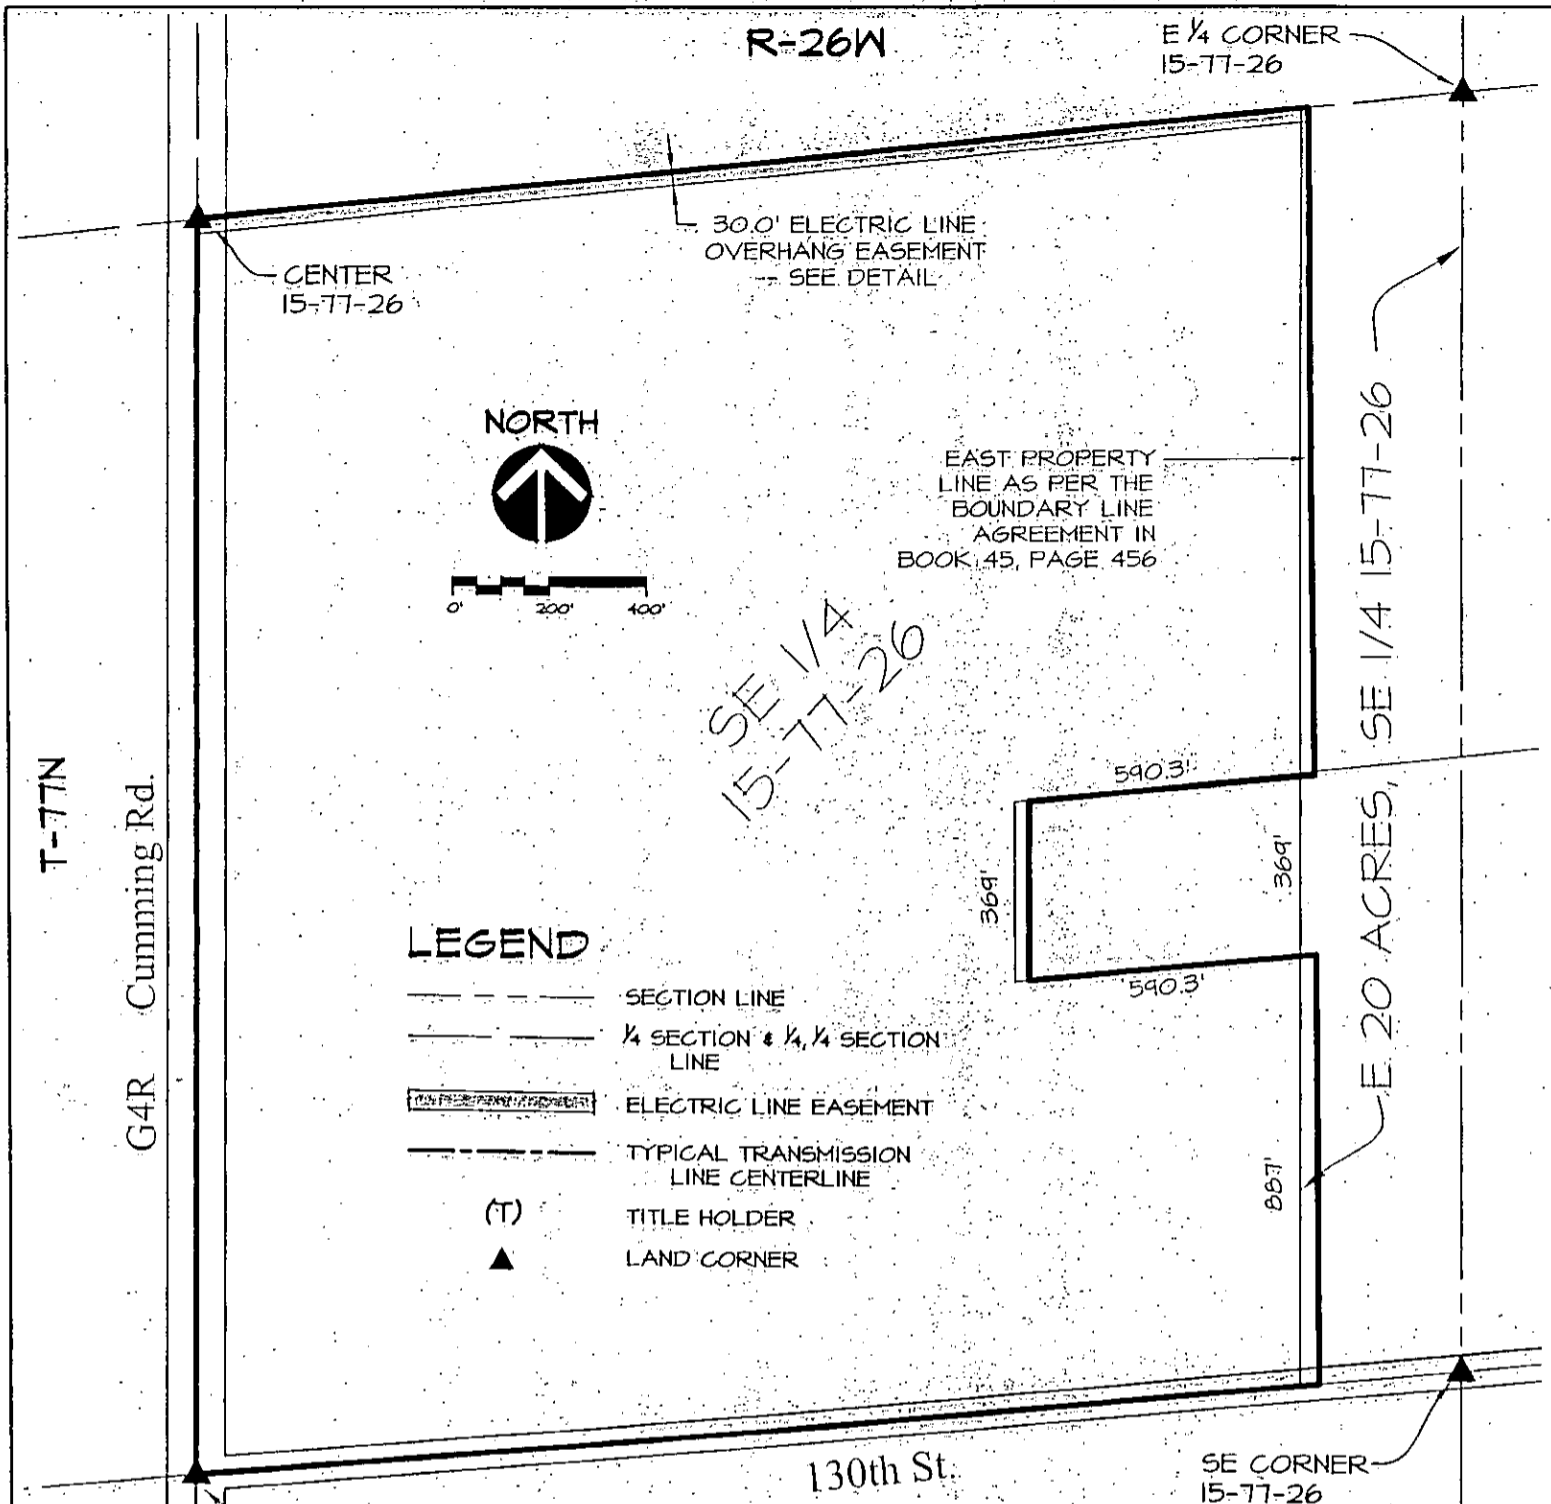 R-26W
E 1/4 CORNER
15-77-26
30.0' ELECTRIC LINE
OVERHANG EASEMENT
-- SEE DETAIL
CENTER
15-77-26
NORTH
0' 200' 400'
EAST PROPERTY
LINE AS PER THE
BOUNDARY LINE
AGREEMENT IN
BOOK 45, PAGE 456
SE 1/4
15-77-26
E 20 ACRES, SE 1/4 15-77-26
T-77N
G4R Cumming Rd.
590.3'
369'
369'
590.3'
887'
LEGEND
SECTION LINE
1/4 SECTION & 1/4, 1/4 SECTION
LINE
ELECTRIC LINE EASEMENT
TYPICAL TRANSMISSION
LINE CENTERLINE
(T) TITLE HOLDER
LAND CORNER
130th St.
SE CORNER
15-77-26